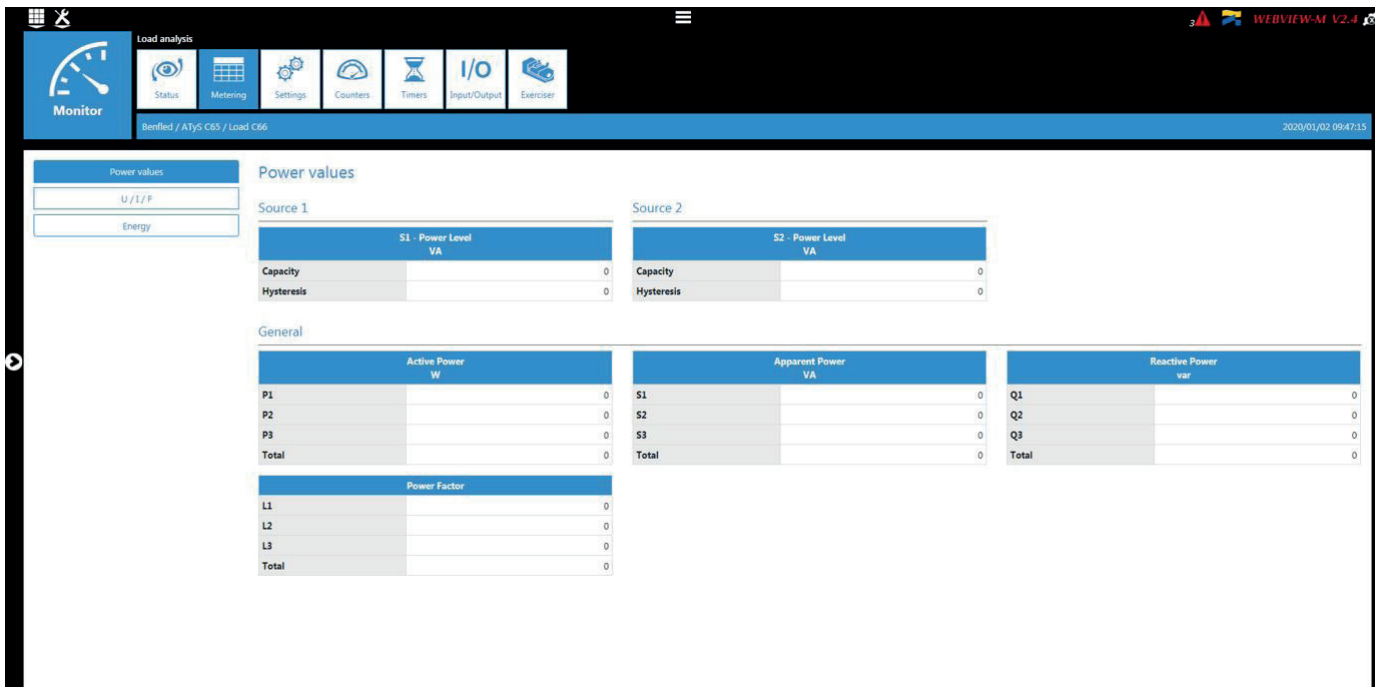 3 WEBVIEW-M V2.4
Load analysis
Monitor
Status Metering Settings Counters Timers I/O Input/Output Exerciser
Benfled / ATyS C65 / Load C66 2020/01/02 09:47:15
Power values
U / I / F
Energy
Power values
Source 1 Source 2
S1 - Power Level S2 - Power Level
VA VA
Capacity 0 Capacity 0
Hysteresis 0 Hysteresis 0
General
Active Power Apparent Power Reactive Power
W VA var
P1 0 S1 0 Q1 0
P2 0 S2 0 Q2 0
P3 0 S3 0 Q3 0
Total 0 Total 0 Total 0
Power Factor
L1 0
L2 0
L3 0
Total 0